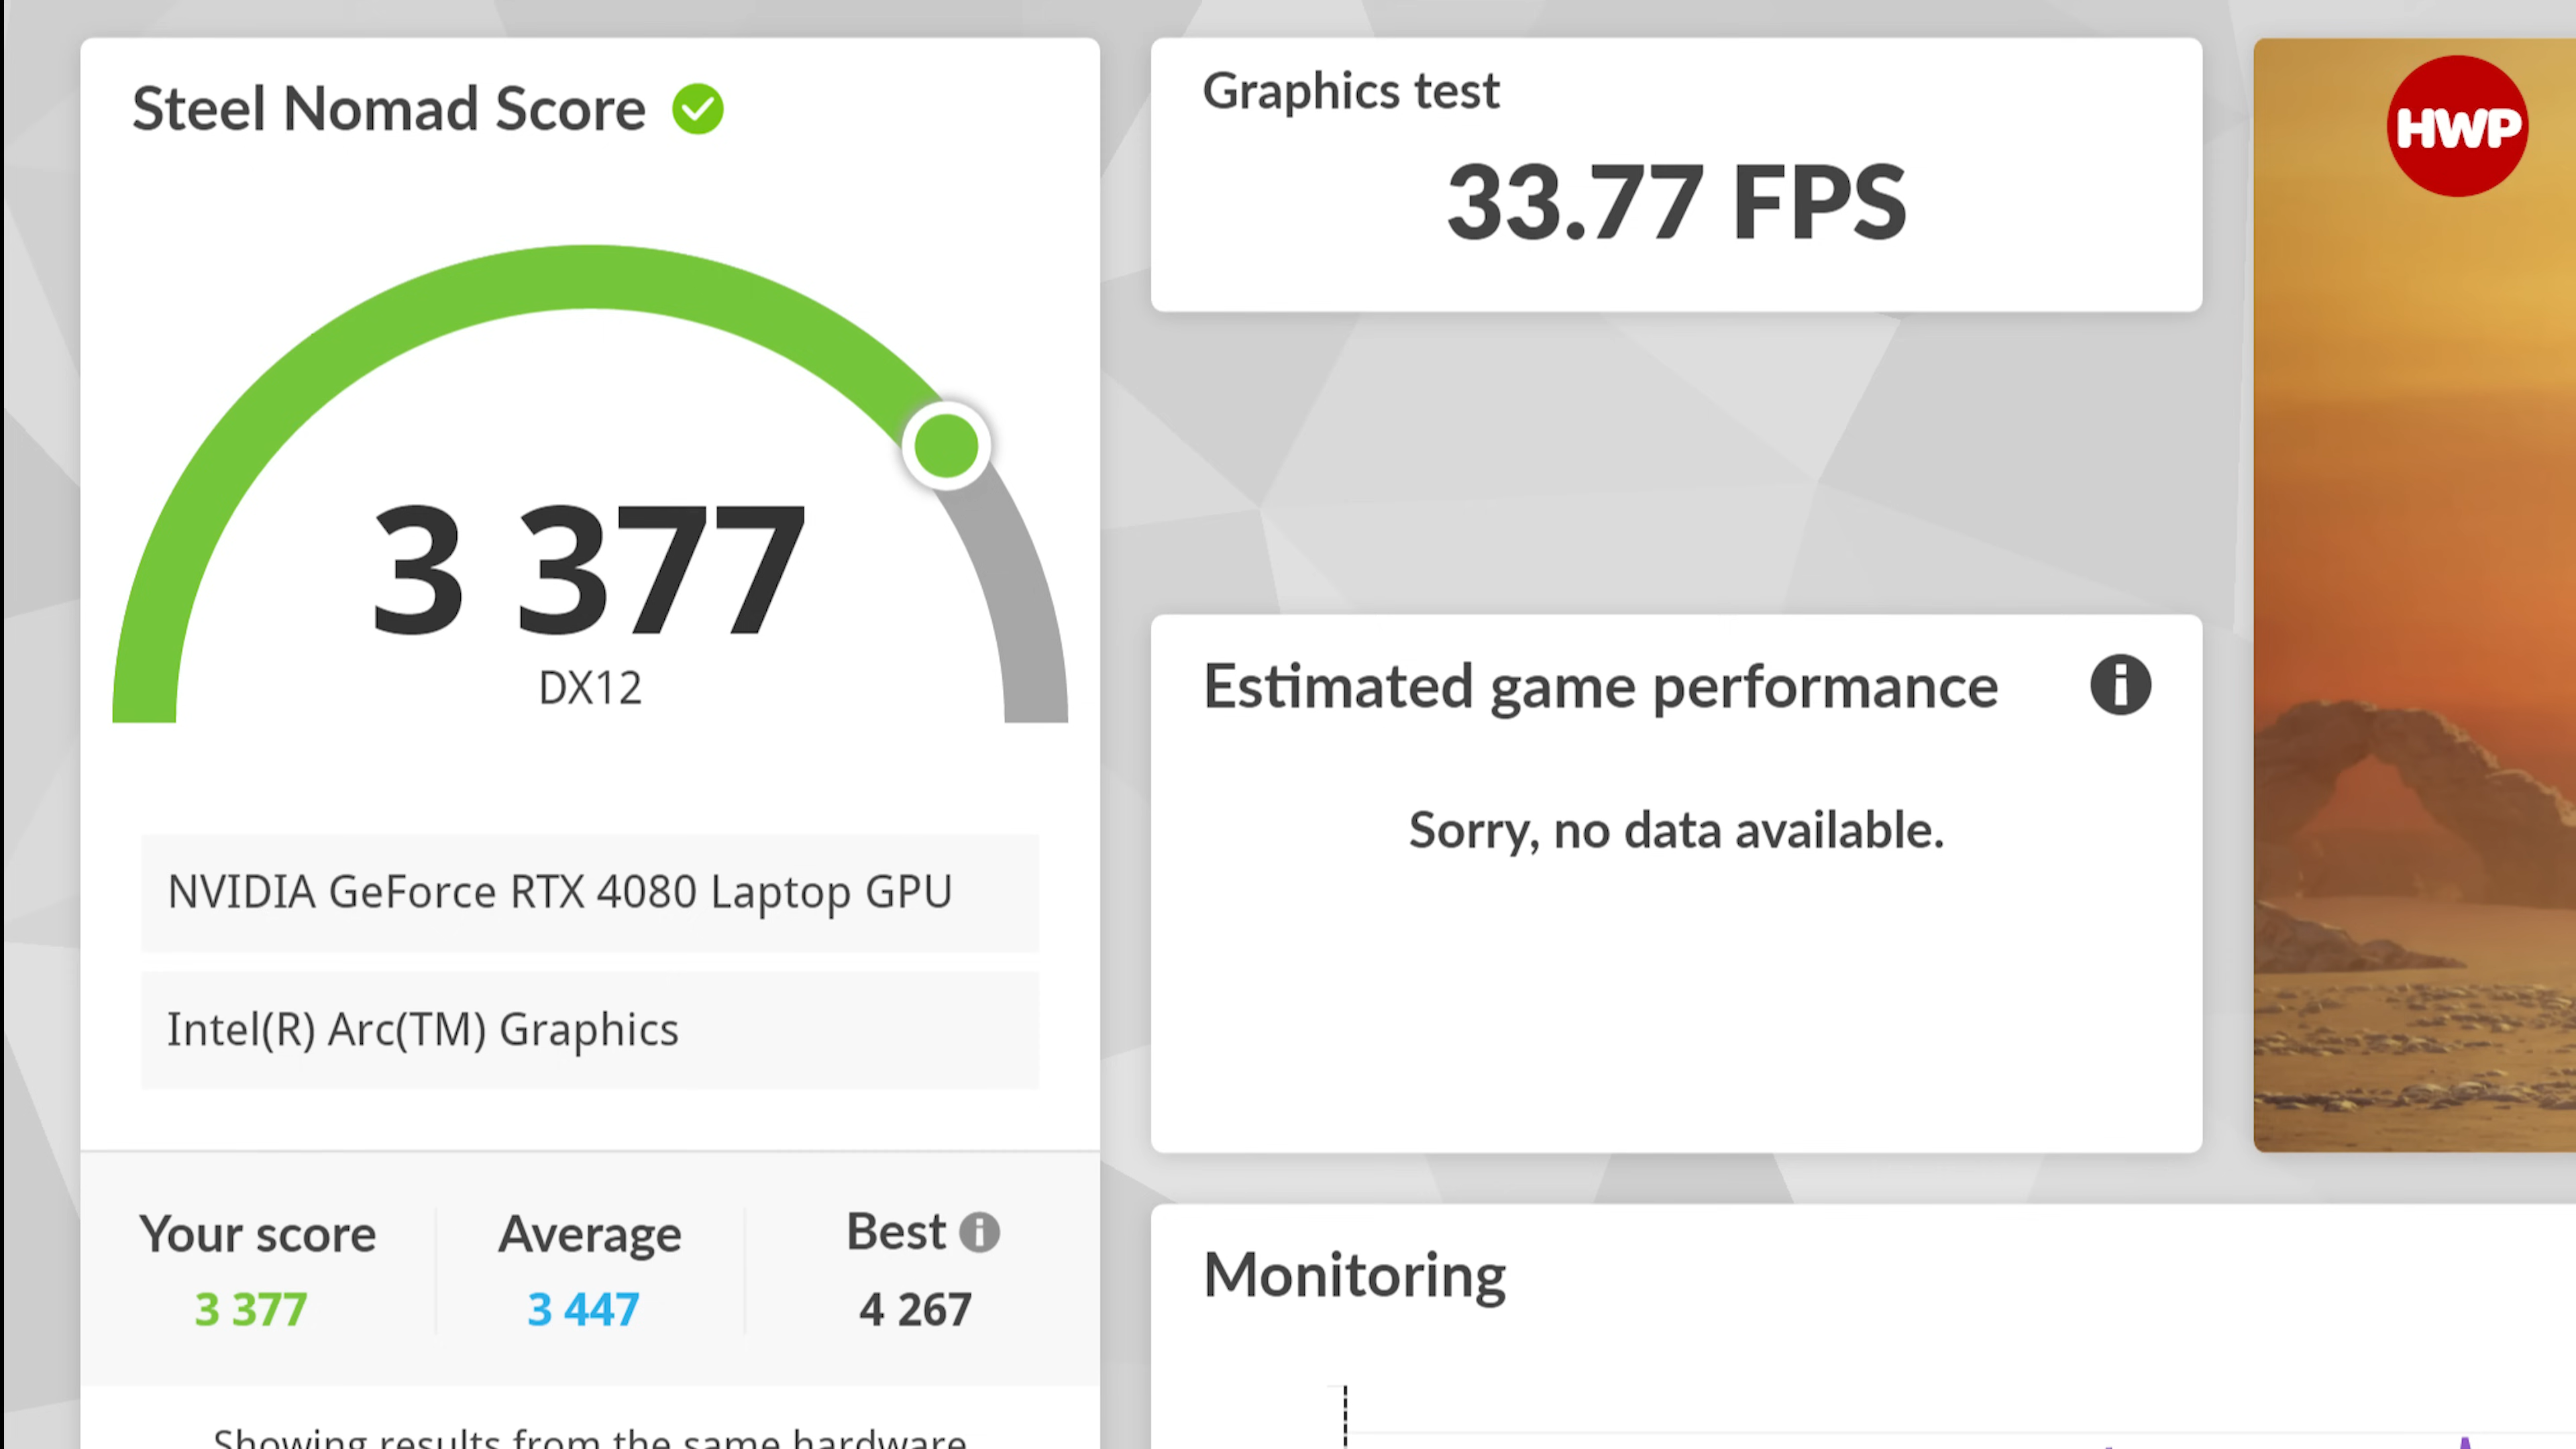 Steel Nomad Score
3 377
DX12
NVIDIA GeForce RTX 4080 Laptop GPU
Intel(R) Arc(TM) Graphics
Your score
3 377
Average
3 447
Best
4 267
Showing results from the same hardware
Graphics test
33.77 FPS
Estimated game performance
Sorry, no data available.
Monitoring
HWP